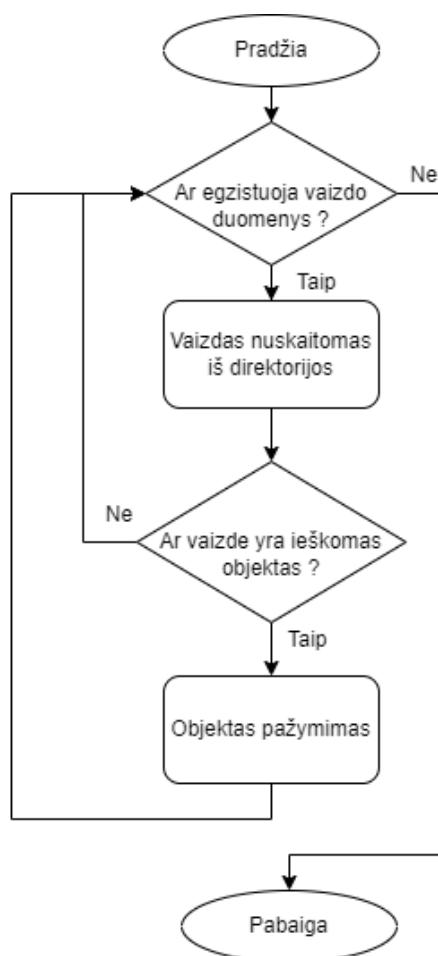 Pradžia
Ar egzistuoja vaizdo
duomenys ?
Ne
Taip
Vaizdas nuskaitomas
iš direktorijos
Ne
Ar vaizde yra ieškomas
objektas ?
Taip
Objektas pažymimas
Pabaiga